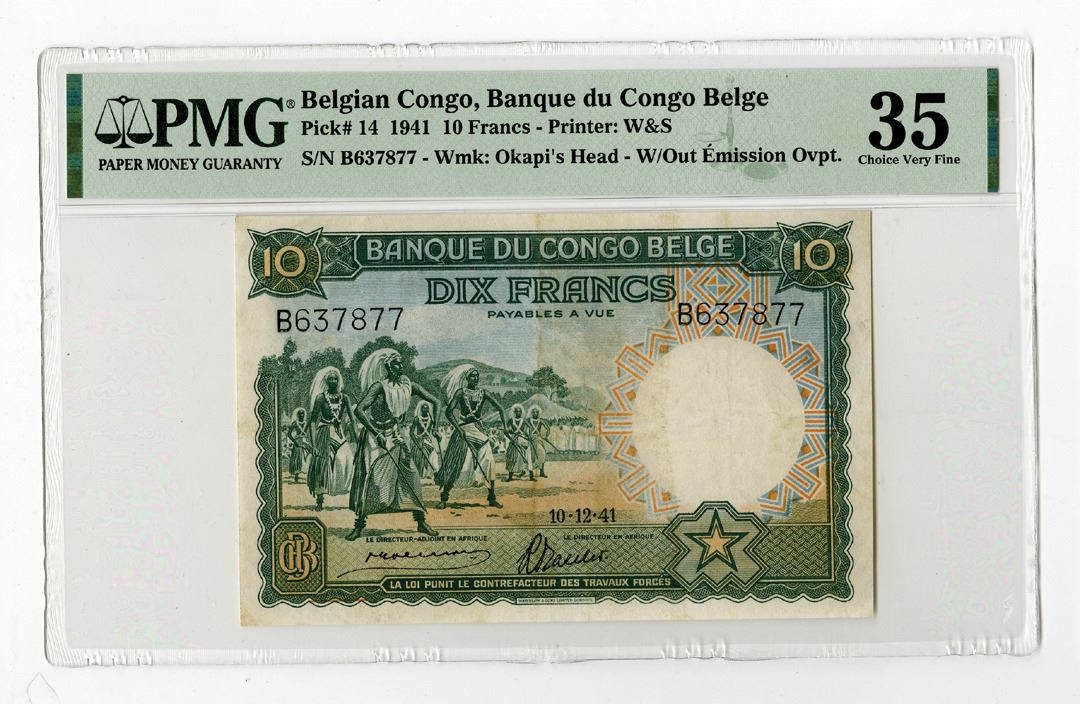 PMG®
PAPER MONEY GUARANTY
Belgian Congo, Banque du Congo Belge
Pick# 14 1941 10 Francs - Printer: W&S
S/N B637877 - Wmk: Okapi's Head - W/Out Émission Ovpt.
35
Choice Very Fine
10 BANQUE DU CONGO BELGE 10
DIX FRANCS
PAYABLES A VUE
B637877 B637877
10-12-41
LE DIRECTEUR-ADJOINT EN AFRIQUE LE DIRECTEUR EN AFRIQUE
LA LOI PUNIT LE CONTREFACTEUR DES TRAVAUX FORCÉS